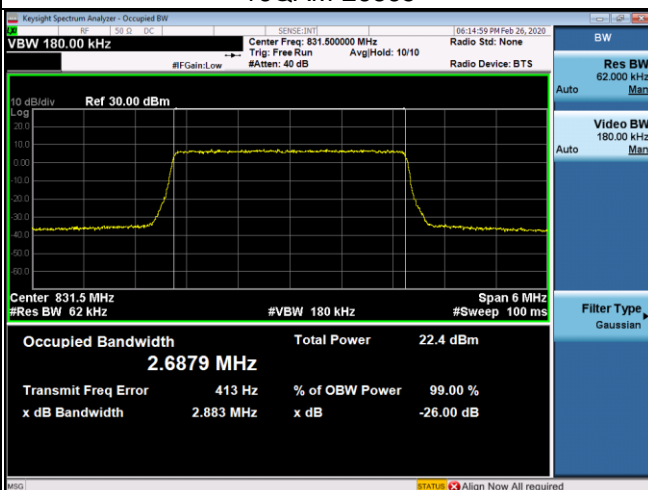 Keysight Spectrum Analyzer - Occupied BW
RF 50 Ω DC SENSE:INT 06:14:59 PM Feb 26, 2020
VBW 180.00 kHz
Center Freq: 831.500000 MHz Radio Std: None
Trig: Free Run Avg|Hold: 10/10
#IFGain:Low #Atten: 40 dB Radio Device: BTS
BW
Res BW
62.000 kHz
Auto Man
Video BW
180.00 kHz
Auto Man
Filter Type
Gaussian
10 dB/div Ref 30.00 dBm
Log
20.0
10.0
0.00
-10.0
-20.0
-30.0
-40.0
-50.0
-60.0
Center 831.5 MHz Span 6 MHz
#Res BW 62 kHz #VBW 180 kHz #Sweep 100 ms
Occupied Bandwidth Total Power 22.4 dBm
2.6879 MHz
Transmit Freq Error 413 Hz % of OBW Power 99.00 %
x dB Bandwidth 2.883 MHz x dB -26.00 dB
MSG STATUS Align Now All required